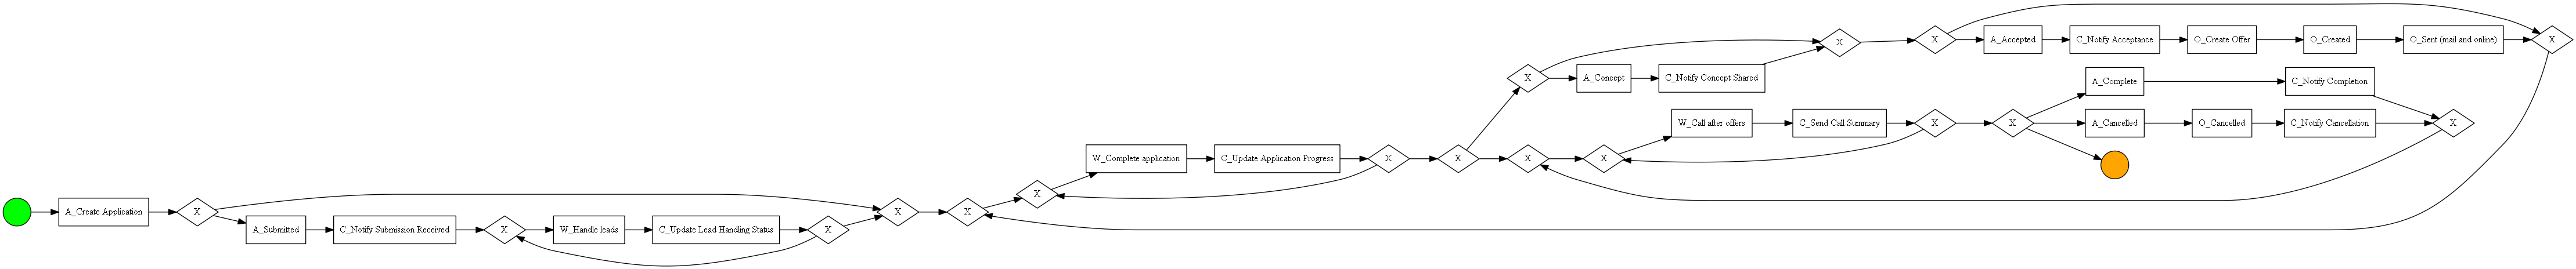 A_Create Application
X
A_Submitted
C_Notify Submission Received
X
W_Handle leads
C_Update Lead Handling Status
X
X
X
X
W_Complete application
C_Update Application Progress
X
X
X
A_Concept
C_Notify Concept Shared
X
X
A_Accepted
C_Notify Acceptance
O_Create Offer
O_Created
O_Sent (mail and online)
X
X
X
W_Call after offers
C_Send Call Summary
X
X
A_Complete
C_Notify Completion
A_Cancelled
O_Cancelled
C_Notify Cancellation
X